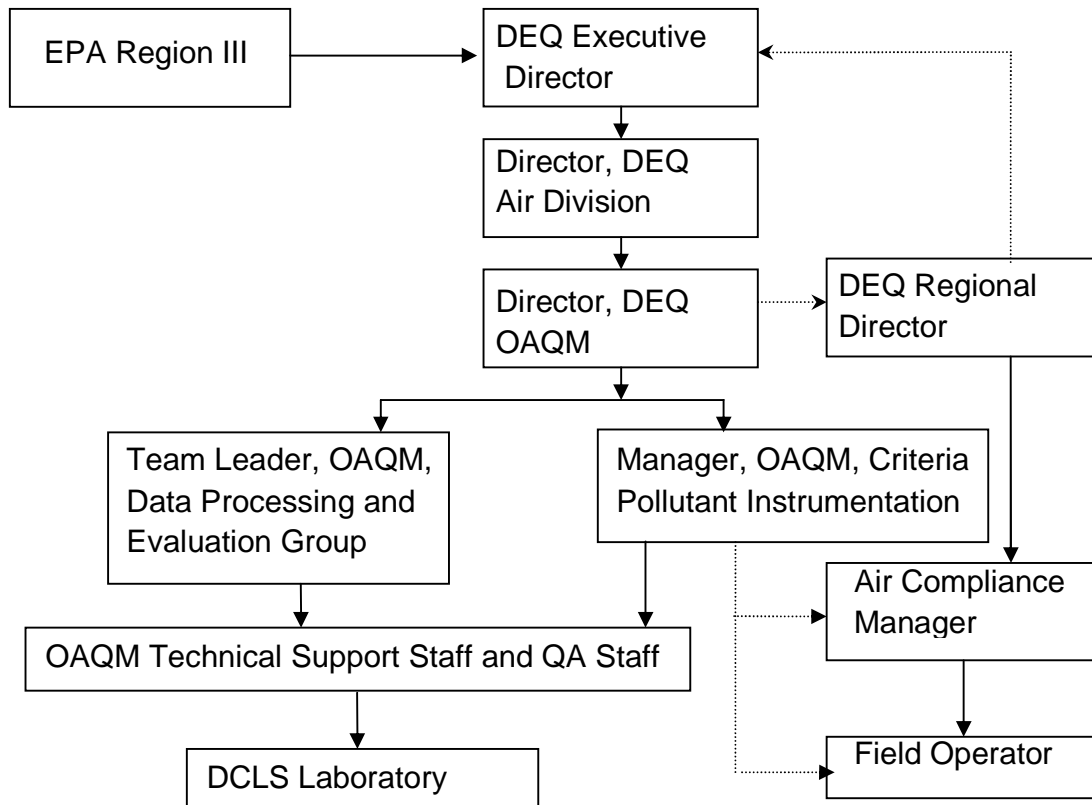 EPA Region III
DEQ Executive
Director
Director, DEQ
Air Division
Director, DEQ
OAQM
DEQ Regional
Director
Team Leader, OAQM,
Data Processing and
Evaluation Group
Manager, OAQM, Criteria
Pollutant Instrumentation
Air Compliance
Manager
OAQM Technical Support Staff and QA Staff
Field Operator
DCLS Laboratory